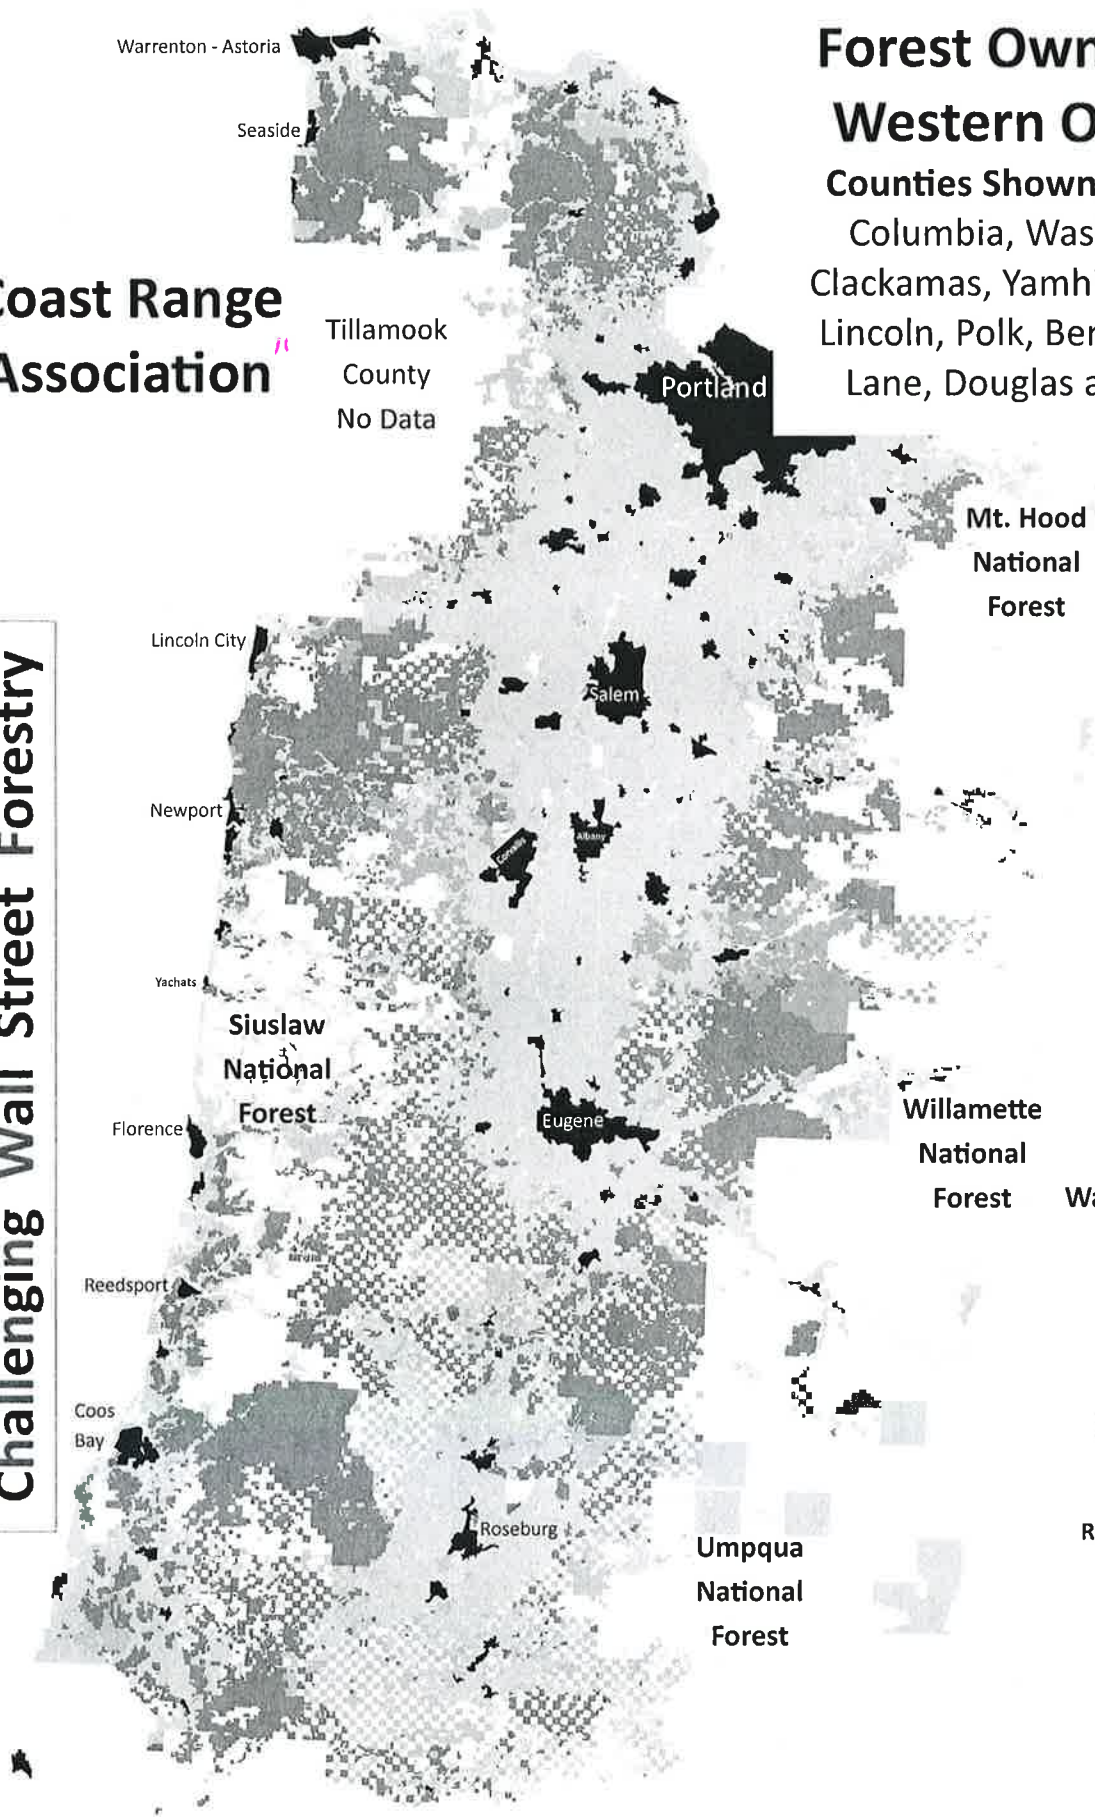 Forest Own
Western O
Counties Shown
Columbia, Was
Clackamas, Yamh
Lincoln, Polk, Ber
Lane, Douglas a
Coast Range
Association"
Challenging Wall Street Forestry
Warrenton - Astoria
Seaside
Tillamook
County
No Data
Portland
Mt. Hood
National
Forest
Lincoln City
Salem
Newport
Albany
Corvallis
Yachats
Siuslaw
National
Forest
Florence
Eugene
Willamette
National
Forest
Wa
Reedsport
Coos
Bay
Roseburg
Umpqua
National
Forest
R